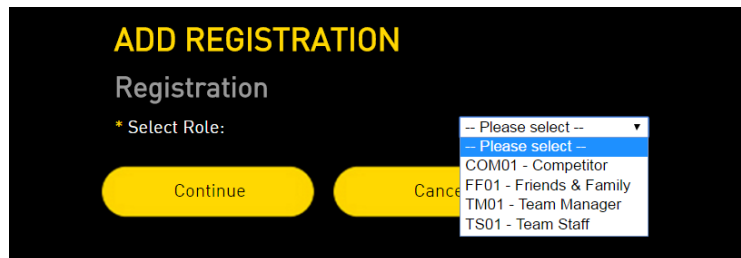 ADD REGISTRATION
Registration
* Select Role:
-- Please select --
-- Please select --
COM01 - Competitor
FF01 - Friends & Family
TM01 - Team Manager
TS01 - Team Staff
Continue